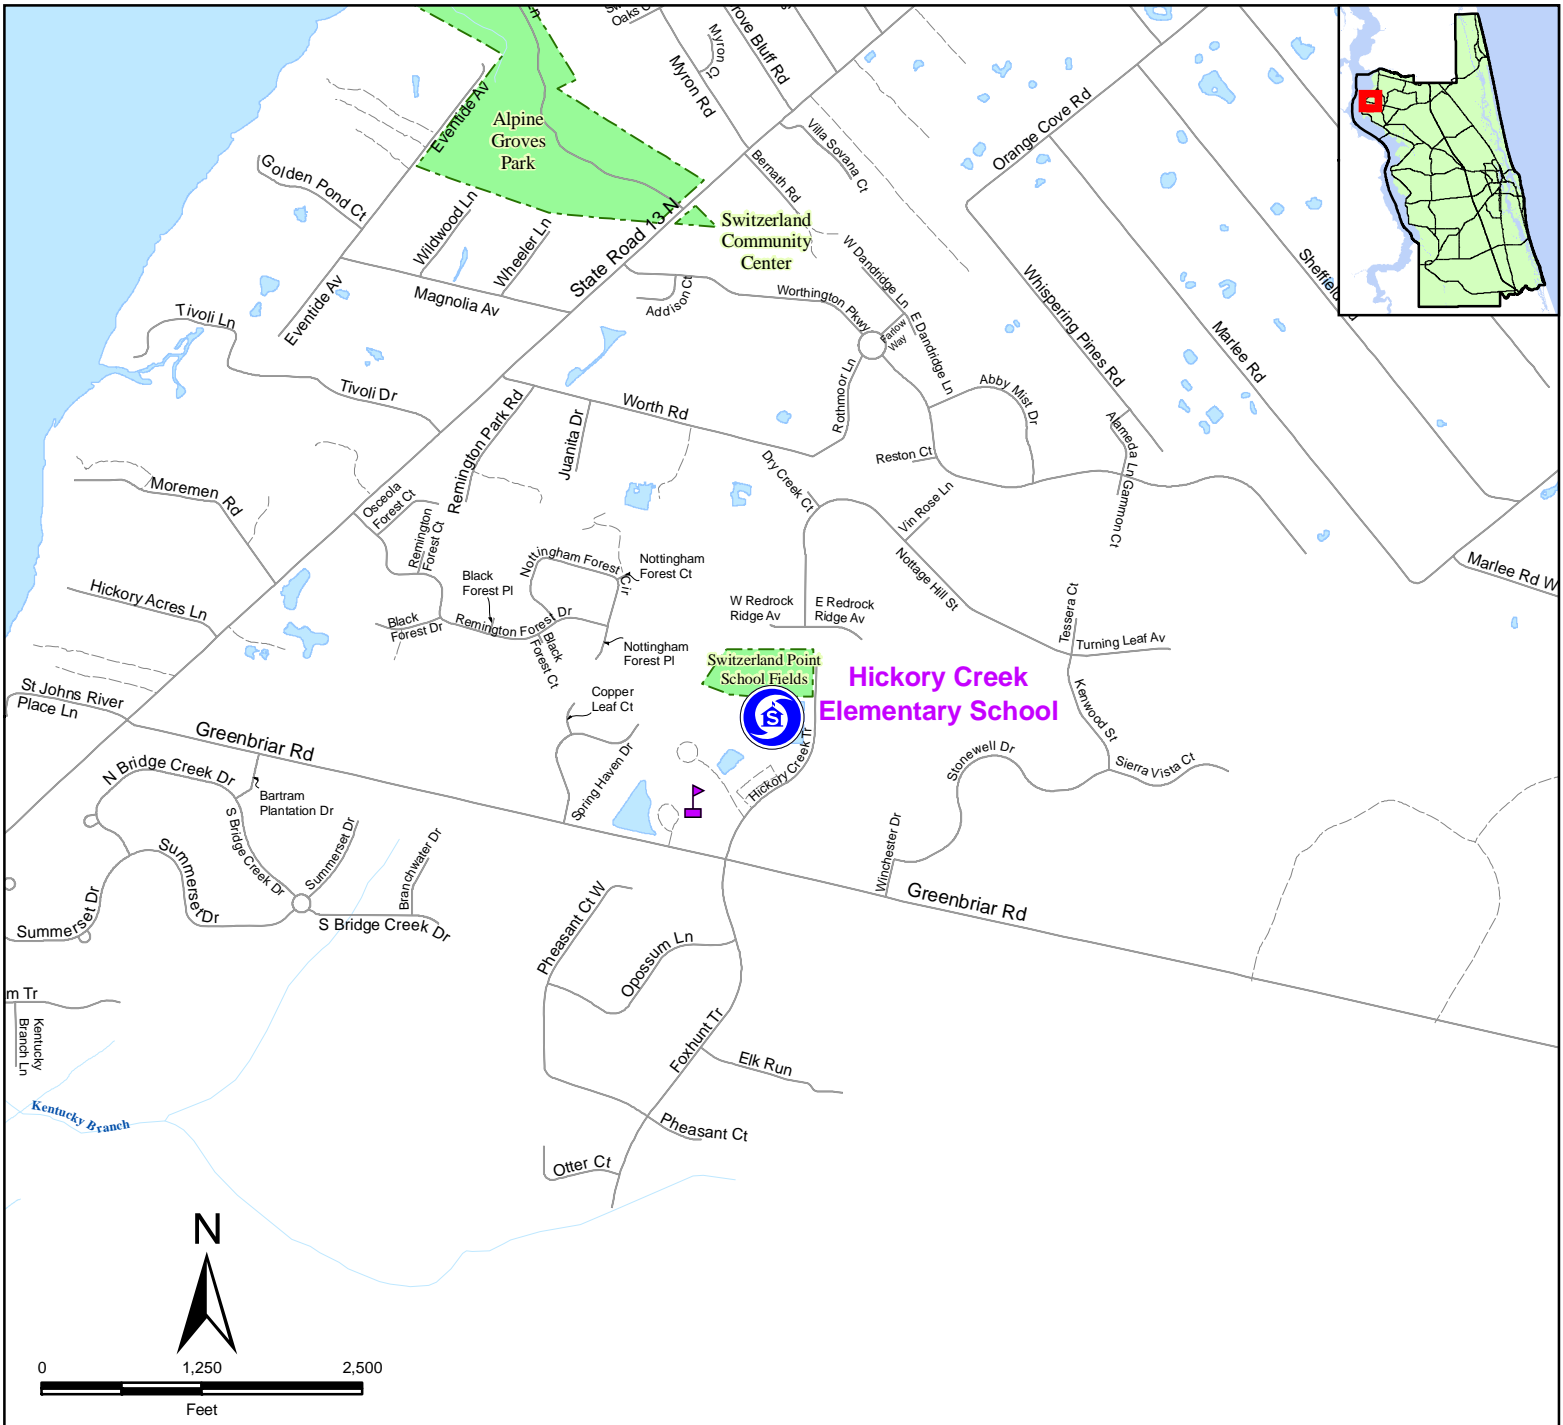 Oaks
Myron Ct
rove Bluff Rd
Myron Rd
Eventide Av
Alpine
Groves
Park
Golden Pond Ct
Wildwood Ln
Wheeler Ln
State Road 13 N
Switzerland
Community
Center
Villa Sovana Ct
Bernath Rd
Orange Cove Rd
W Dandridge Ln
E Dandridge Ln
Whispering Pines Rd
Marlee Rd
Sheffield
Magnolia Av
Eventide Av
Addison Ct
Worthington Pkwy
Farlow
Way
Rothmoor Ln
Tivoli Ln
Tivoli Dr
Remington Park Rd
Juanita Dr
Worth Rd
Abby Mist Dr
Alameda Ln
Gammon Ct
Reston Ct
Dry Creek Ct
Vin Rose Ln
Nottage Hill St
Moremen Rd
Osceola
Forest Ct
Remington
Forest Ct
Nottingham Forest Cir
Nottingham
Forest Ct
Black
Forest Pl
Hickory Acres Ln
Black
Forest Dr
Remington Forest Dr
Black
Forest Ct
Nottingham
Forest Pl
W Redrock
Ridge Av
E Redrock
Ridge Av
Tessera Ct
Turning Leaf Av
Marlee Rd W
Switzerland Point
School Fields
Hickory Creek
Elementary School
S
Kenwood St
St Johns River
Place Ln
Copper
Leaf Ct
Greenbriar Rd
Spring Haven Dr
Hickory Creek Tr
Stonewell Dr
Sierra Vista Ct
N Bridge Creek Dr
Bartram
Plantation Dr
S Bridge Creek Dr
Summerset Dr
Branchwater Dr
Winchester Dr
Summerset Dr
Summerset Dr
S Bridge Creek Dr
Greenbriar Rd
Pheasant Ct W
Opossum Ln
m Tr
Kentucky
Branch Ln
Foxhunt Tr
Elk Run
Kentucky Branch
Pheasant Ct
Otter Ct
N
0 1,250 2,500
Feet